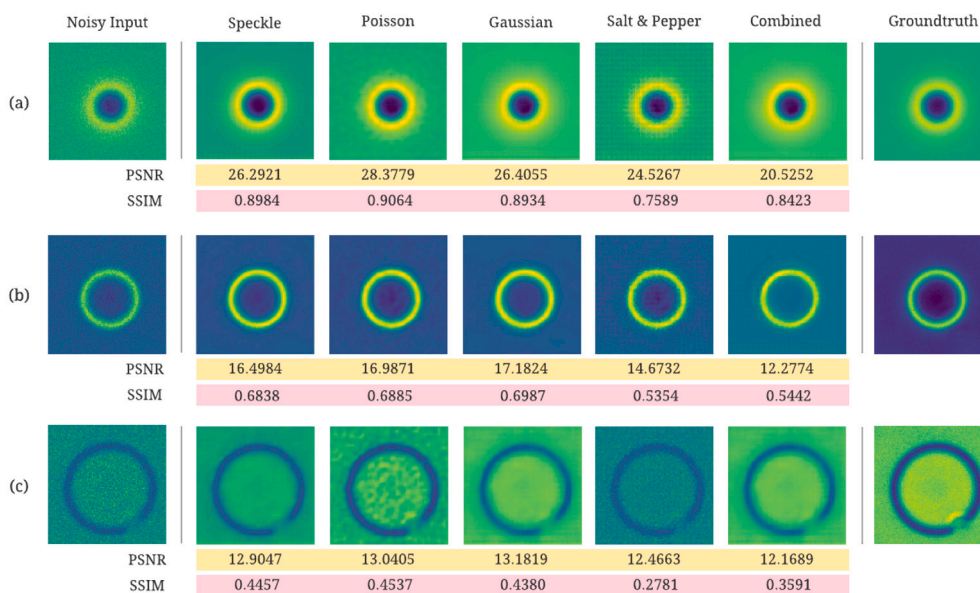 Noisy Input Speckle Poisson Gaussian Salt & Pepper Combined Groundtruth
(a)
PSNR 26.2921 28.3779 26.4055 24.5267 20.5252
SSIM 0.8984 0.9064 0.8934 0.7589 0.8423
(b)
PSNR 16.4984 16.9871 17.1824 14.6732 12.2774
SSIM 0.6838 0.6885 0.6987 0.5354 0.5442
(c)
PSNR 12.9047 13.0405 13.1819 12.4663 12.1689
SSIM 0.4457 0.4537 0.4380 0.2781 0.3591